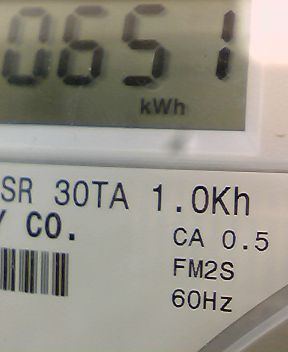 0651
kWh
SR 30TA 1.0Kh
Y CO.
CA 0.5
FM2S
60Hz